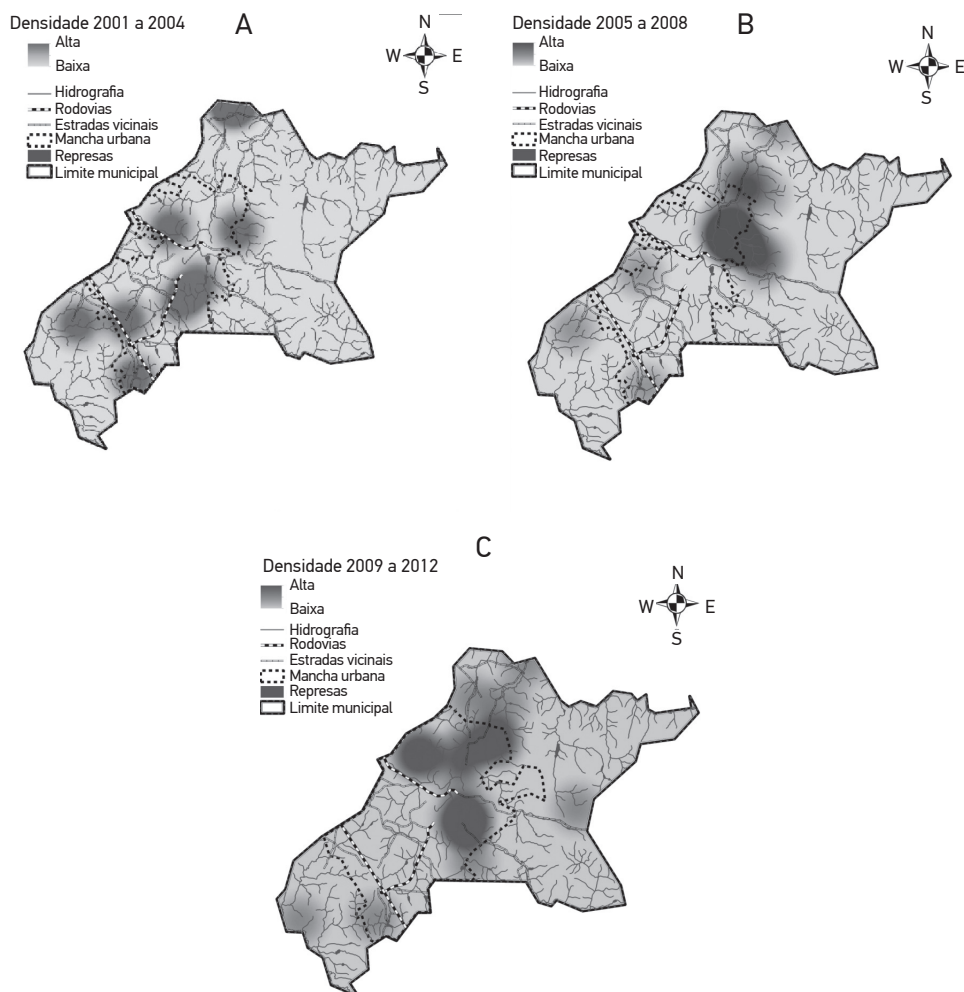 Densidade 2001 a 2004
A
Alta
Baixa
Hidrografia
Rodovias
Estradas vicinais
Mancha urbana
Represas
Limite municipal
N
W E
S
Densidade 2005 a 2008
B
Alta
Baixa
Hidrografia
Rodovias
Estradas vicinais
Mancha urbana
Represas
Limite municipal
N
W E
S
C
Densidade 2009 a 2012
Alta
Baixa
Hidrografia
Rodovias
Estradas vicinais
Mancha urbana
Represas
Limite municipal
N
W E
S